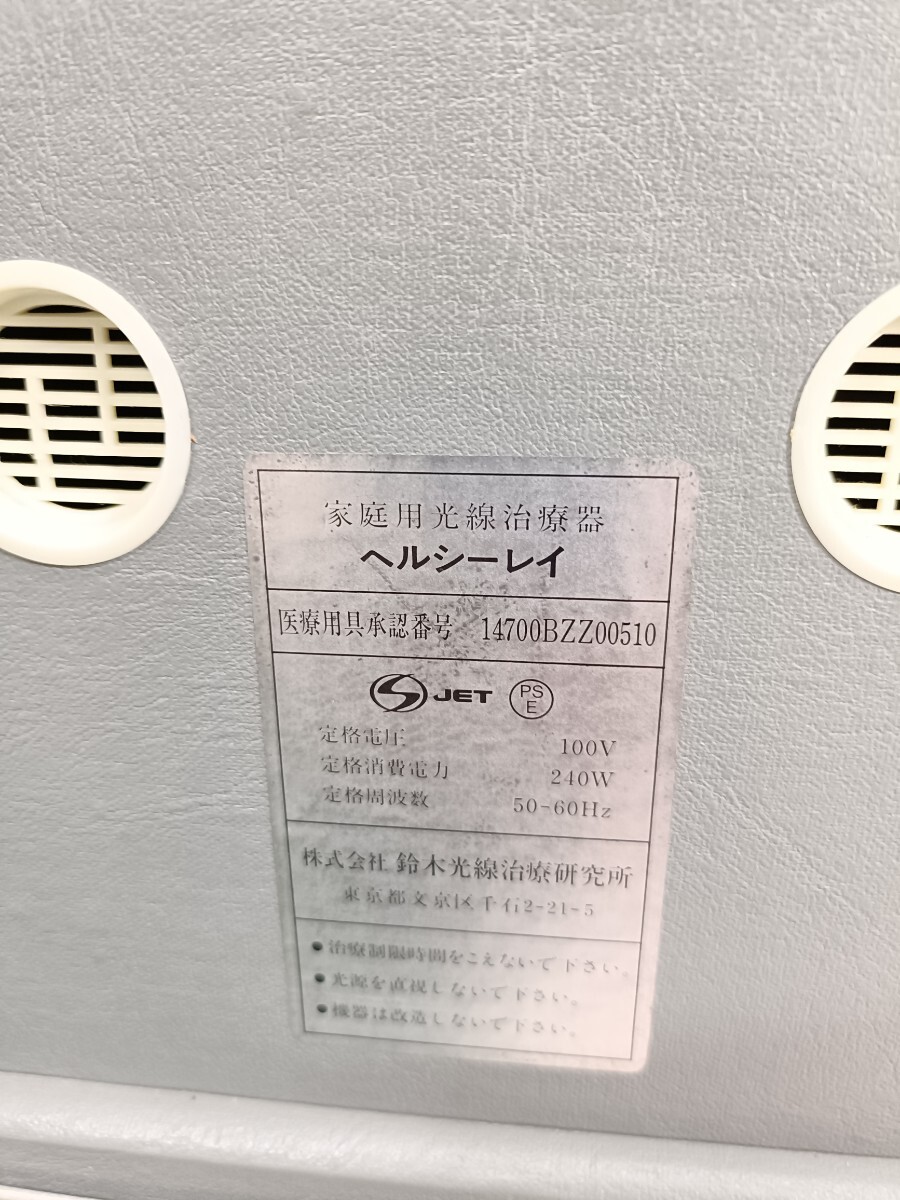 家庭用光線治療器
ヘルシーレイ
医療用具承認番号 14700BZZ00510
S JET PSE
定格電圧 100V
定格消費電力 240W
定格周波数 50-60Hz
株式会社 鈴木光線治療研究所
東京都文京区千石2-21-5
●治療制限時間をこえないで下さい。
●光源を直視しないで下さい。
●機器は改造しないで下さい。